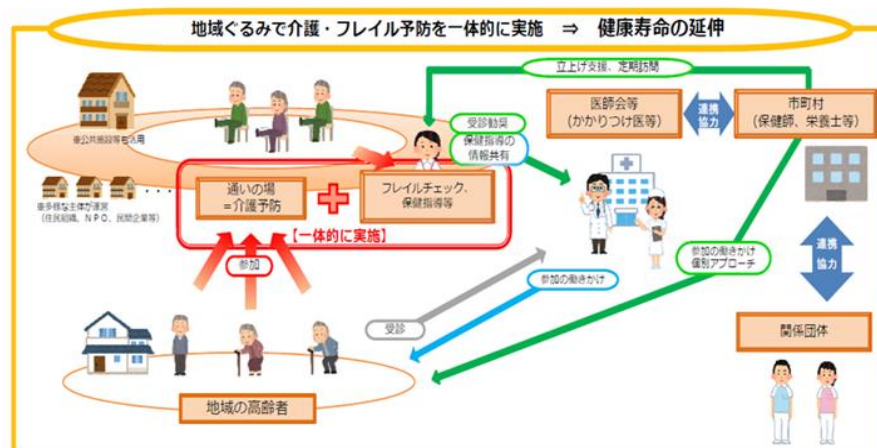 地域ぐるみで介護・フレイル予防を一体的に実施 ⇒ 健康寿命の延伸
立上げ支援、定期訪問
医師会等
(かかりつけ医等)
連携
協力
市町村
(保健師、栄養士等)
受診勧奨
保健指導の
情報共有
※公共施設等も活用
通いの場
＝介護予防
フレイルチェック、
保健指導等
※多様な主体が運営
(住民組織、NPO、民間企業等)
【一体的に実施】
参加
参加の働きかけ
個別アプローチ
連携
協力
参加の働きかけ
受診
関係団体
地域の高齢者